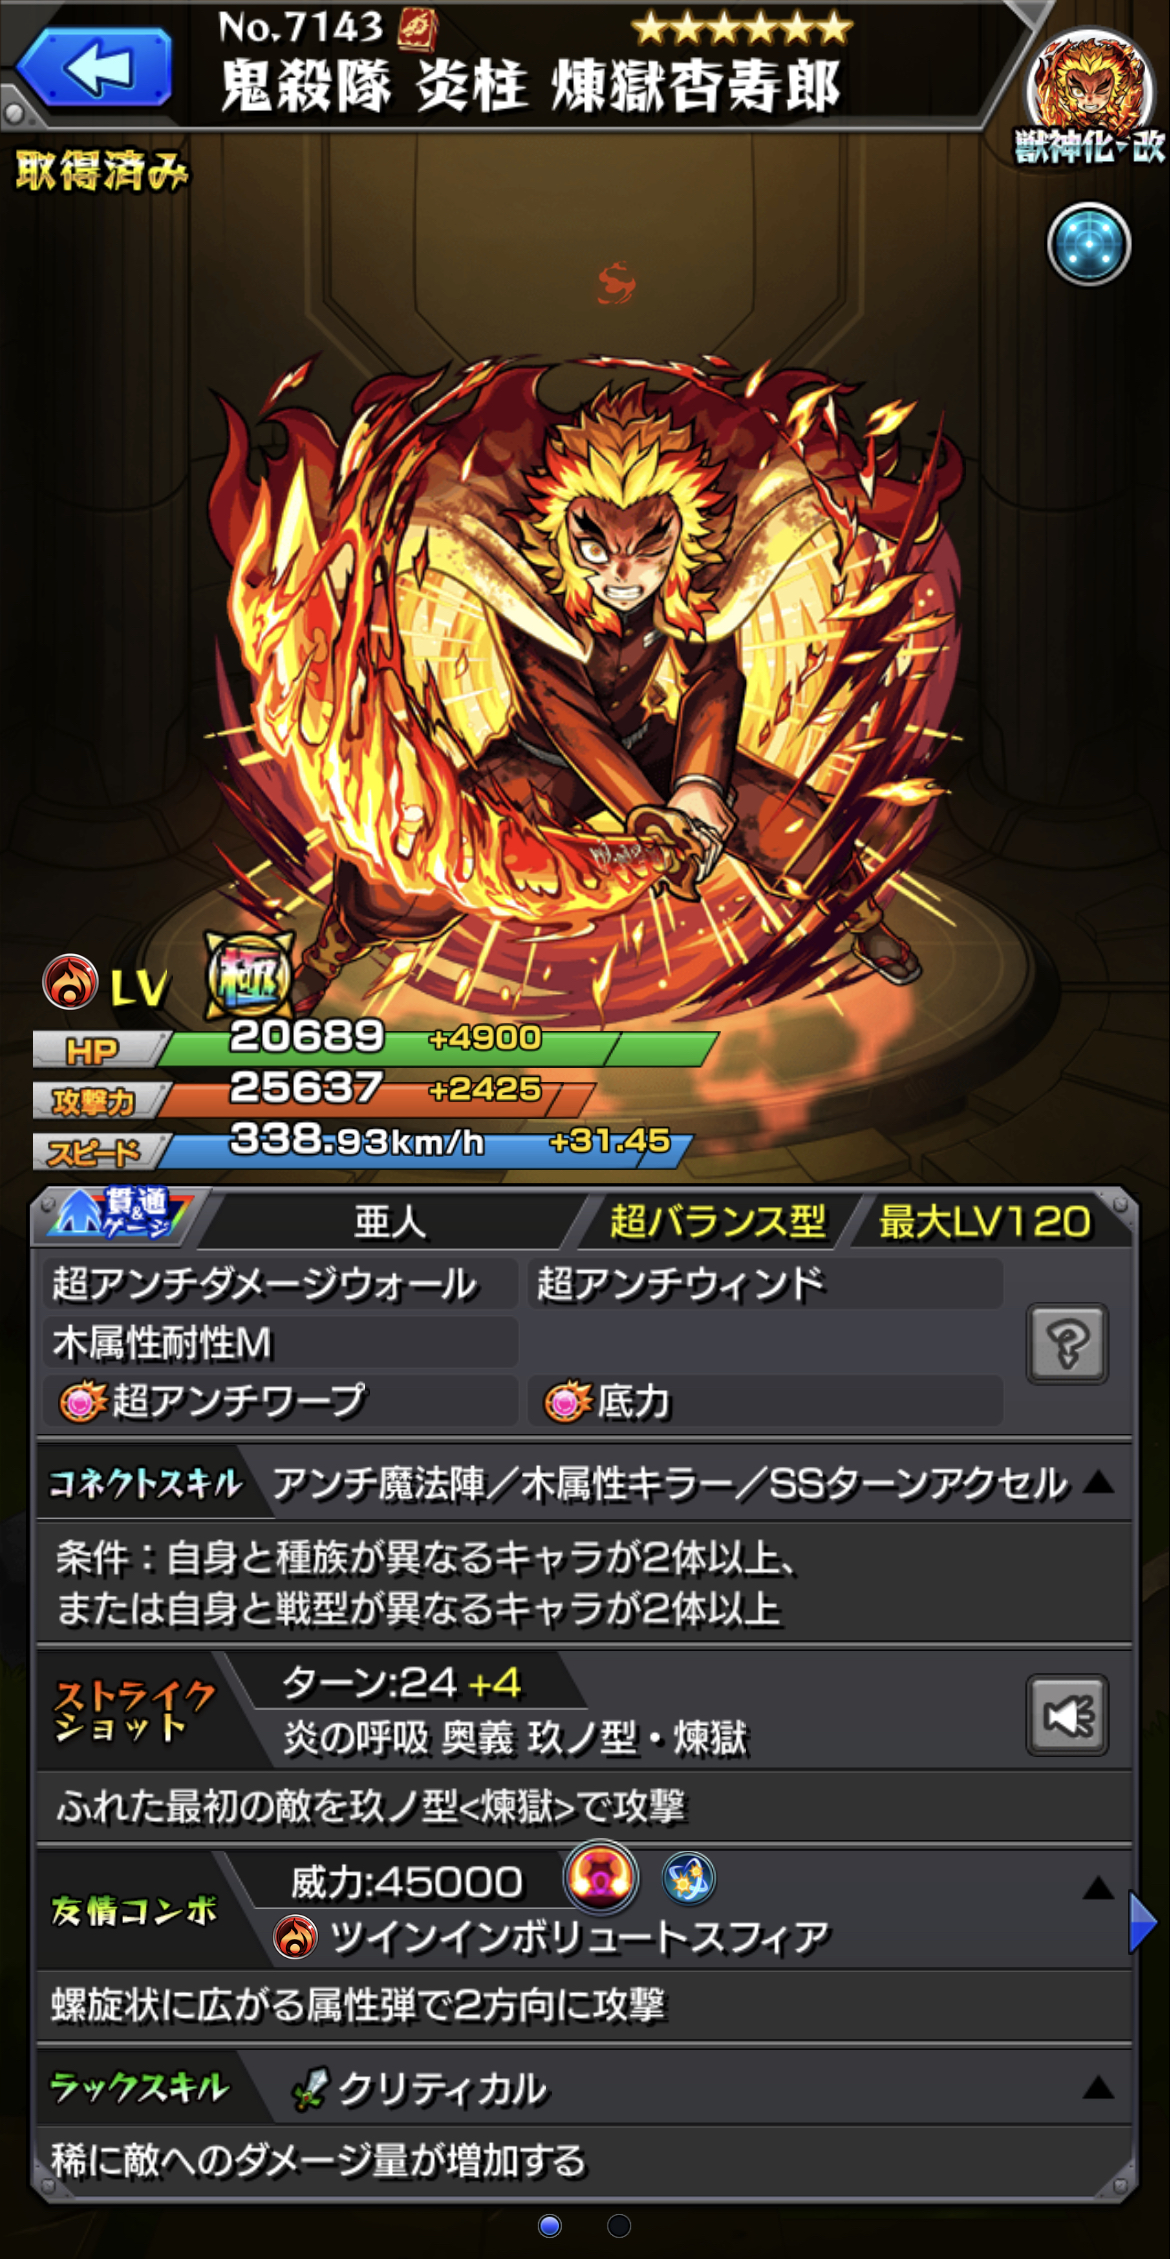 No.7143
鬼殺隊 炎柱 煉獄杏寿郎
獣神化・改
取得済み
LV 極
HP 20689 +4900
攻撃力 25637 +2425
スピード 338.93km/h +31.45
貫通&ゲージ 亜人 超バランス型 最大LV120
超アンチダメージウォール 超アンチウィンド
木属性耐性M
超アンチワープ 底力
コネクトスキル アンチ魔法陣／木属性キラー／SSターンアクセル
条件：自身と種族が異なるキャラが2体以上、
または自身と戦型が異なるキャラが2体以上
ストライクショット ターン:24 +4
炎の呼吸 奥義 玖ノ型・煉獄
ふれた最初の敵を玖ノ型<煉獄>で攻撃
友情コンボ 威力:45000
ツインインボリュートスフィア
螺旋状に広がる属性弾で2方向に攻撃
ラックスキル クリティカル
稀に敵へのダメージ量が増加する